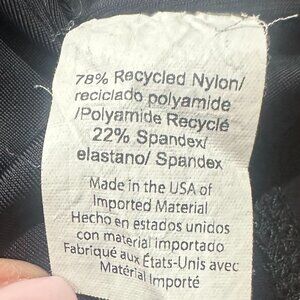 78% Recycled Nylon/
reciclado polyamide
/Polyamide Recyclé
22% Spandex/
elastano/ Spandex
Made in the USA of
Imported Material
Hecho en estados unidos
con material importado
Fabriqué aux États-Unis avec
Matérial Importé